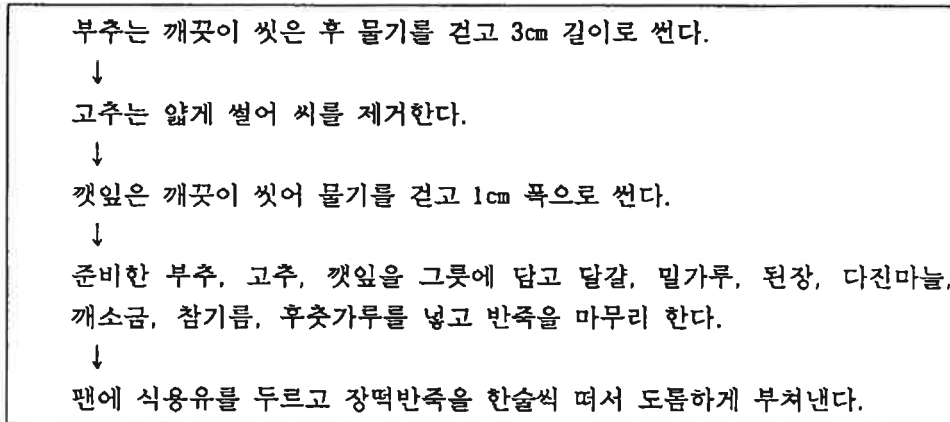 부추는 깨끗이 씻은 후 물기를 걷고 3cm 길이로 썬다.
↓
고추는 얇게 썰어 씨를 제거한다.
↓
깻잎은 깨끗이 씻어 물기를 걷고 1cm 폭으로 썬다.
↓
준비한 부추, 고추, 깻잎을 그릇에 담고 달걀, 밀가루, 된장, 다진마늘,
깨소금, 참기름, 후춧가루를 넣고 반죽을 마무리 한다.
↓
팬에 식용유를 두르고 장떡반죽을 한술씩 떠서 도톰하게 부쳐낸다.